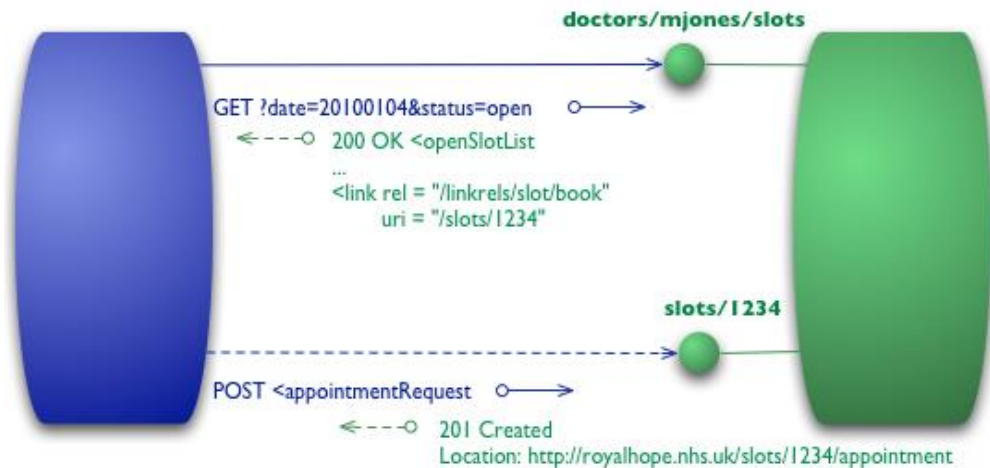 doctors/mjones/slots
GET ?date=20100104&status=open
200 OK <openSlotList
...
<link rel = "/linkrels/slot/book"
uri = "/slots/1234"
slots/1234
POST <appointmentRequest
201 Created
Location: http://royalhope.nhs.uk/slots/1234/appointment